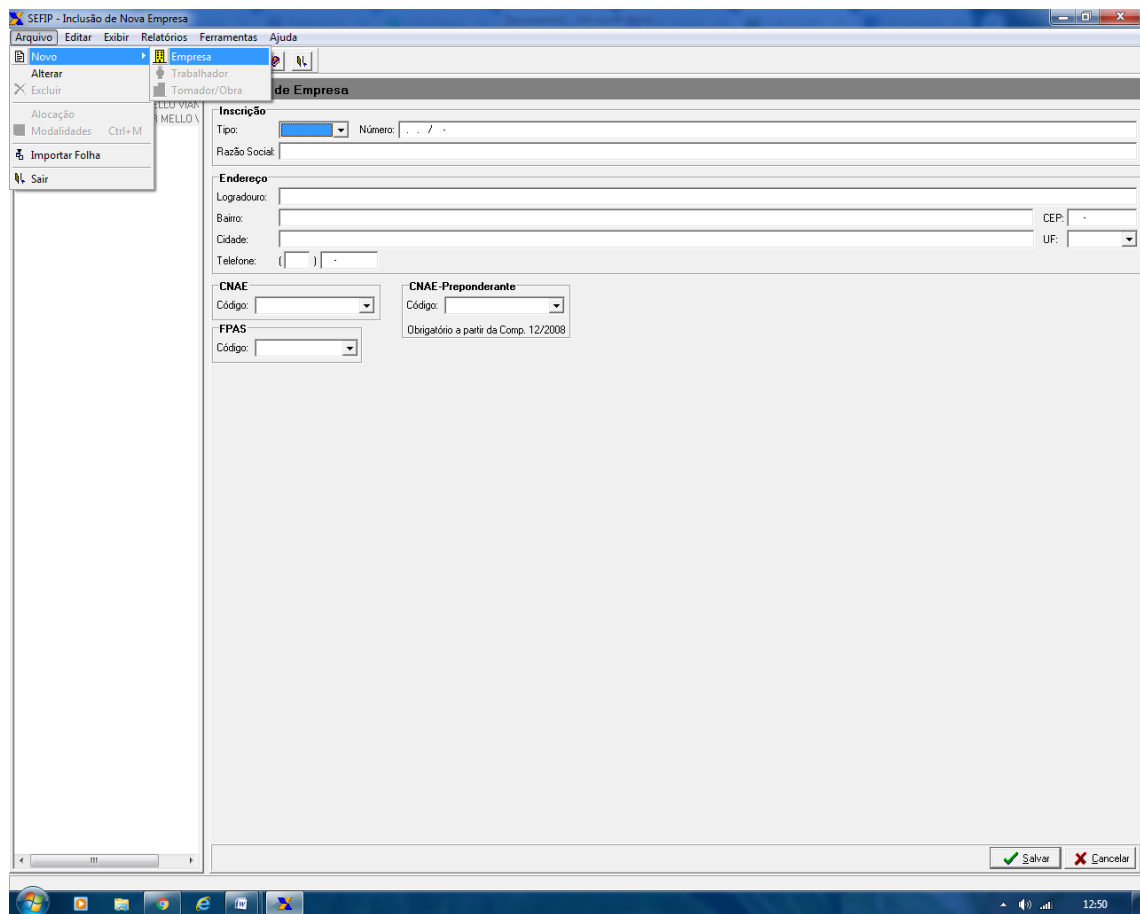 SEFIP - Inclusão de Nova Empresa
Arquivo Editar Exibir Relatórios Ferramentas Ajuda
Novo
Empresa
Alterar
Trabalhador
Excluir
Tomador/Obra
de Empresa
Alocação
Modalidades Ctrl+M
MELLO
Importar Folha
Sair
Inscrição
Tipo: Número: . . / -
Razão Social:
Endereço
Logradouro:
Bairro: CEP: -
Cidade: UF:
Telefone: ( ) -
CNAE
Código:
CNAE-Preponderante
Código:
Obrigatório a partir da Comp. 12/2008
FPAS
Código:
Salvar Cancelar
12:50